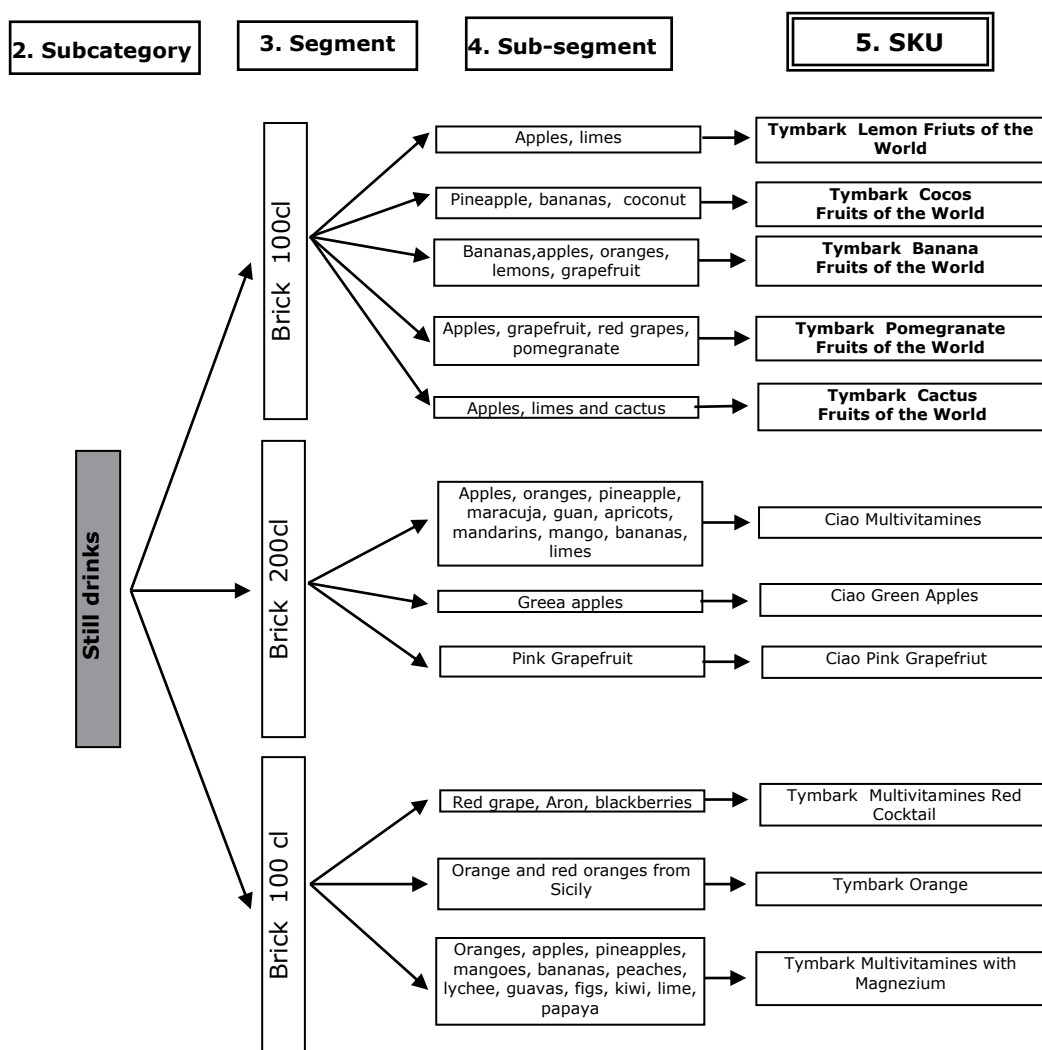 2. Subcategory
3. Segment
4. Sub-segment
5. SKU
Still drinks
Brick 100cl
Apples, limes
Tymbark Lemon Friuts of the
World
Pineapple, bananas, coconut
Tymbark Cocos
Fruits of the World
Bananas,apples, oranges,
lemons, grapefruit
Tymbark Banana
Fruits of the World
Apples, grapefruit, red grapes,
pomegranate
Tymbark Pomegranate
Fruits of the World
Apples, limes and cactus
Tymbark Cactus
Fruits of the World
Brick 200cl
Apples, oranges, pineapple,
maracuja, guan, apricots,
mandarins, mango, bananas,
limes
Ciao Multivitamines
Greea apples
Ciao Green Apples
Pink Grapefruit
Ciao Pink Grapefriut
Brick 100 cl
Red grape, Aron, blackberries
Tymbark Multivitamines Red
Cocktail
Orange and red oranges from
Sicily
Tymbark Orange
Oranges, apples, pineapples,
mangoes, bananas, peaches,
lychee, guavas, figs, kiwi, lime,
papaya
Tymbark Multivitamines with
Magnezium